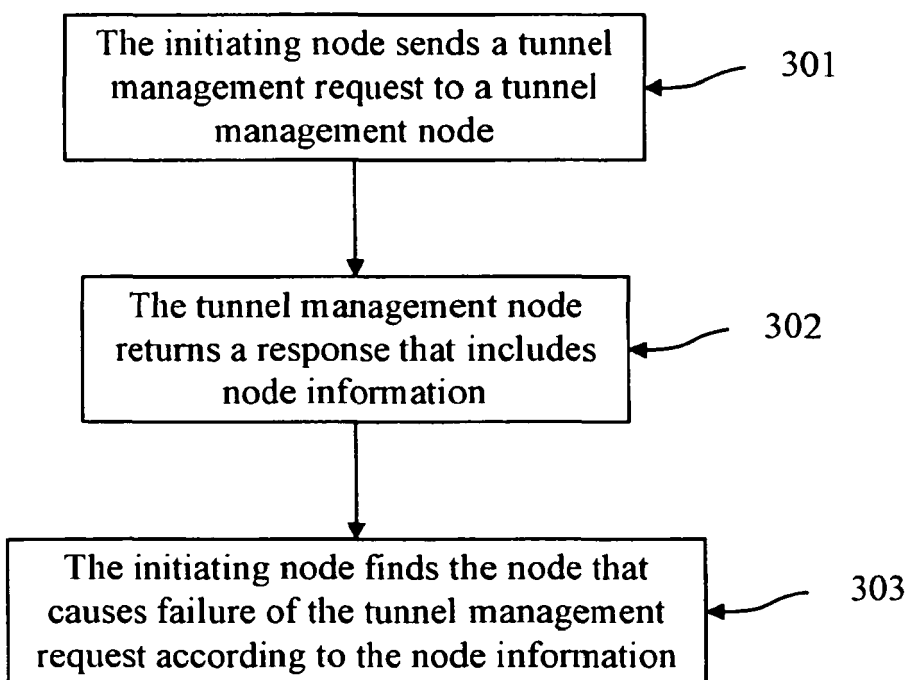 The initiating node sends a tunnel
management request to a tunnel
management node
301
The tunnel management node
returns a response that includes
node information
302
The initiating node finds the node that
causes failure of the tunnel management
request according to the node information
303